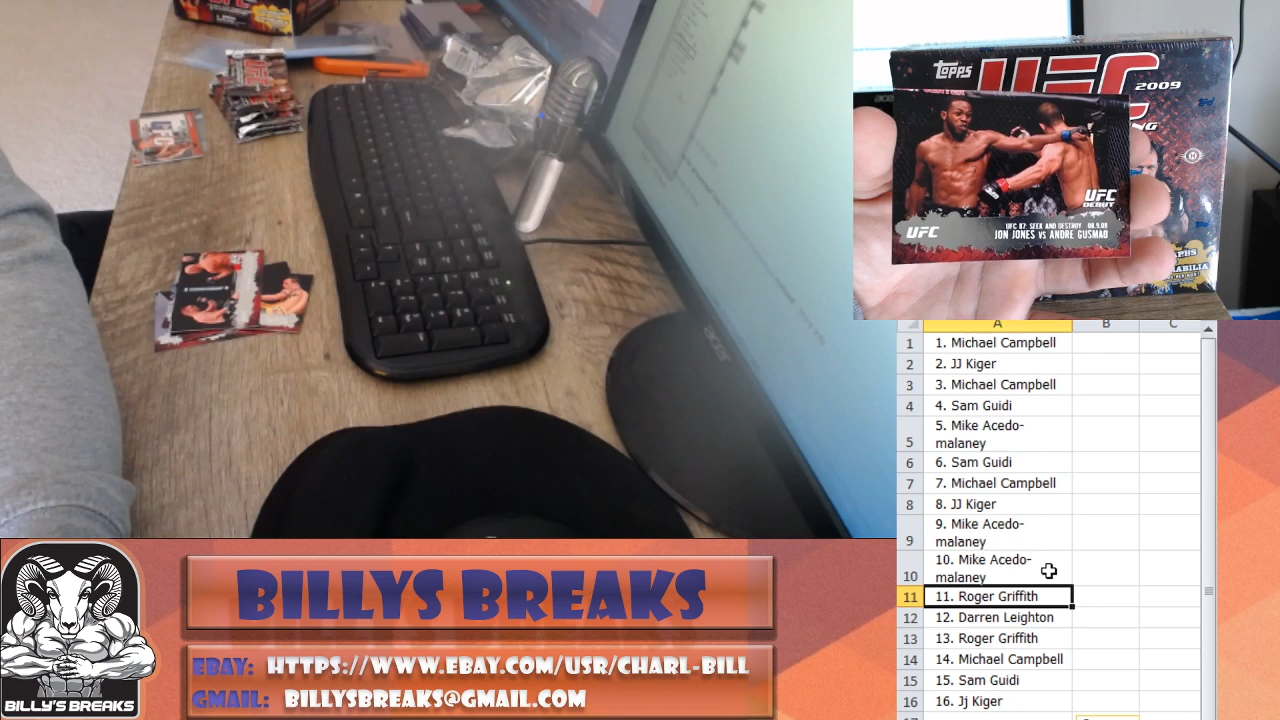 UFC
TOPPS
UFC
2009
UFC
DEBUT
UFC 87: SEEK AND DESTROY 08.9.08
UFC
JON JONES VS ANDRE GUSMAO
acer
A B C
1 1. Michael Campbell
2 2. JJ Kiger
3 3. Michael Campbell
4 4. Sam Guidi
5. Mike Acedo-
5 malaney
6 6. Sam Guidi
7 7. Michael Campbell
8 8. JJ Kiger
9. Mike Acedo-
9 malaney
10. Mike Acedo-
10 malaney
11 11. Roger Griffith
12 12. Darren Leighton
13 13. Roger Griffith
14 14. Michael Campbell
15 15. Sam Guidi
16 16. Jj Kiger
BILLYS BREAKS
EBAY: HTTPS://WWW.EBAY.COM/USR/CHARL-BILL
GMAIL: BILLYSBREAKS@GMAIL.COM
BILLY'S BREAKS